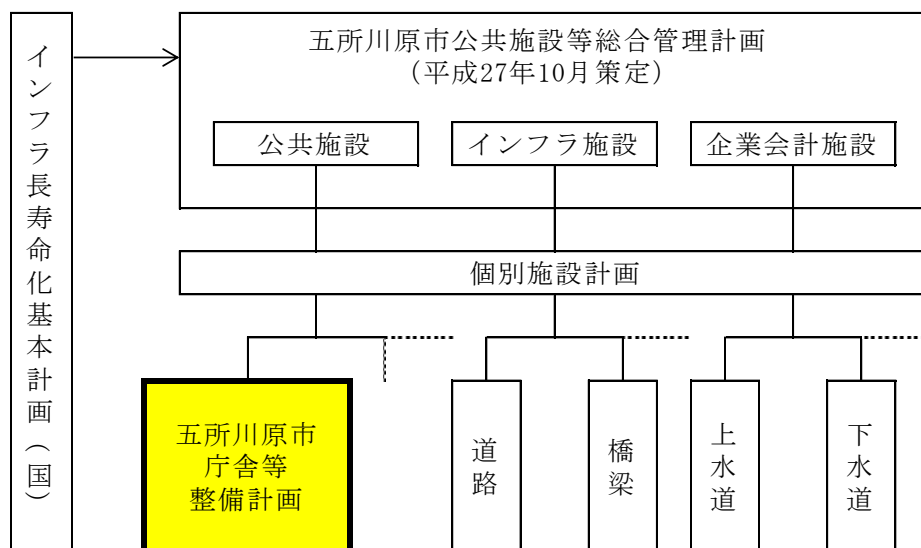 インフラ長寿命化基本計画（国）
五所川原市公共施設等総合管理計画
（平成27年10月策定）
公共施設
インフラ施設
企業会計施設
個別施設計画
五所川原市
庁舎等
整備計画
道路
橋梁
上水道
下水道